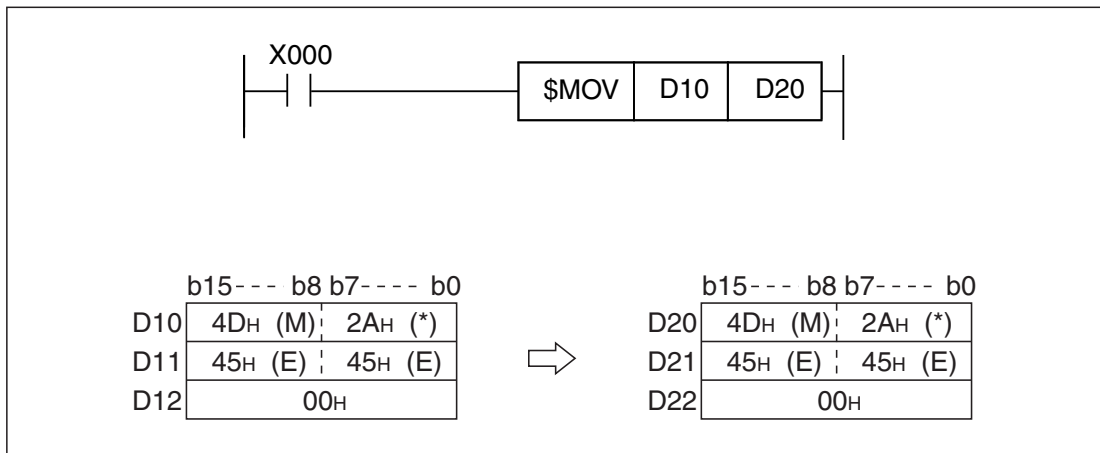 X000
$MOV D10 D20
b15--- b8 b7---- b0 b15--- b8 b7---- b0
D10 4DH (M) 2AH (*) D20 4DH (M) 2AH (*)
D11 45H (E) 45H (E) D21 45H (E) 45H (E)
D12 00H D22 00H